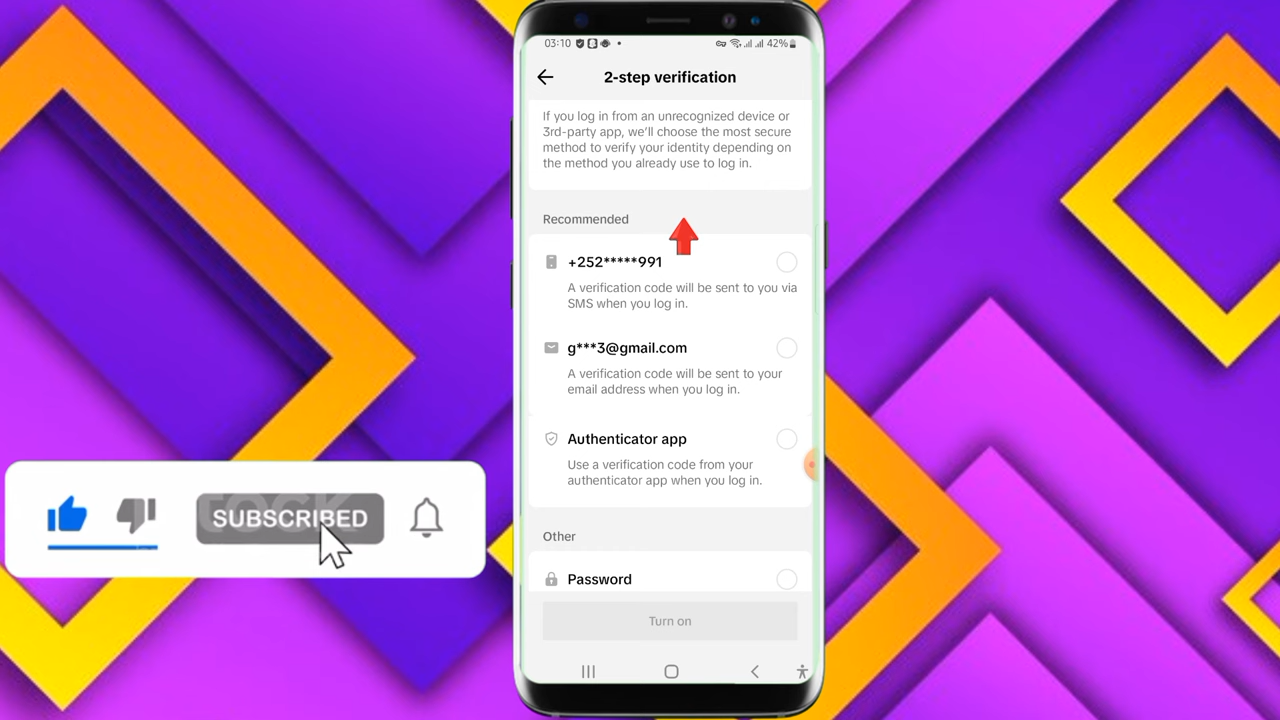 03:10
42%
2-step verification
If you log in from an unrecognized device or
3rd-party app, we'll choose the most secure
method to verify your identity depending on
the method you already use to log in.
Recommended
+252*****991
A verification code will be sent to you via
SMS when you log in.
g***3@gmail.com
A verification code will be sent to your
email address when you log in.
Authenticator app
Use a verification code from your
authenticator app when you log in.
Other
Password
Turn on
SUBSCRIBED